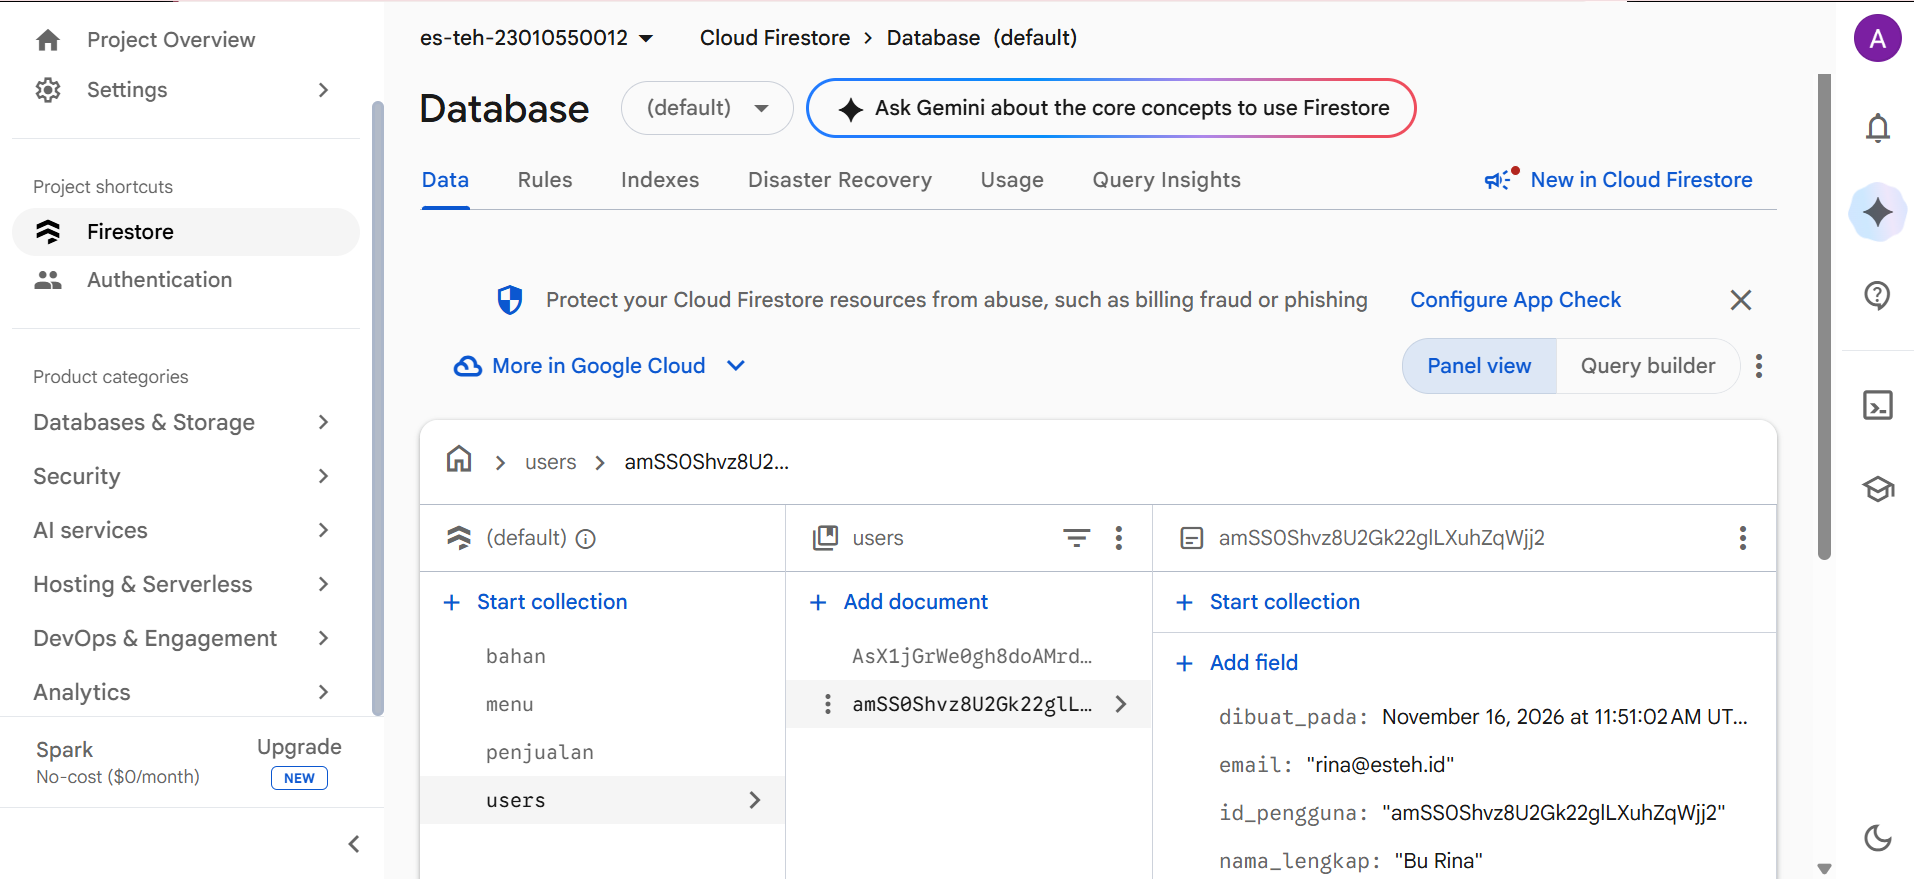 Project Overview
Settings
Project shortcuts
Firestore
Authentication
Product categories
Databases & Storage
Security
AI services
Hosting & Serverless
DevOps & Engagement
Analytics
Spark
No-cost ($0/month)
Upgrade
NEW
es-teh-23010550012
Cloud Firestore > Database (default)
Database
(default)
Ask Gemini about the core concepts to use Firestore
Data
Rules
Indexes
Disaster Recovery
Usage
Query Insights
New in Cloud Firestore
Protect your Cloud Firestore resources from abuse, such as billing fraud or phishing
Configure App Check
More in Google Cloud
Panel view
Query builder
users
amSS0Shvz8U2...
(default)
+ Start collection
bahan
menu
penjualan
users
users
+ Add document
AsX1jGrWe0gh8doAMrd…
amSS0Shvz8U2Gk22glL…
amSS0Shvz8U2Gk22glLXuhZqWjj2
+ Start collection
+ Add field
dibuat_pada: November 16, 2026 at 11:51:02 AM UT...
email: "rina@esteh.id"
id_pengguna: "amSS0Shvz8U2Gk22glLXuhZqWjj2"
nama_lengkap: "Bu Rina"
A